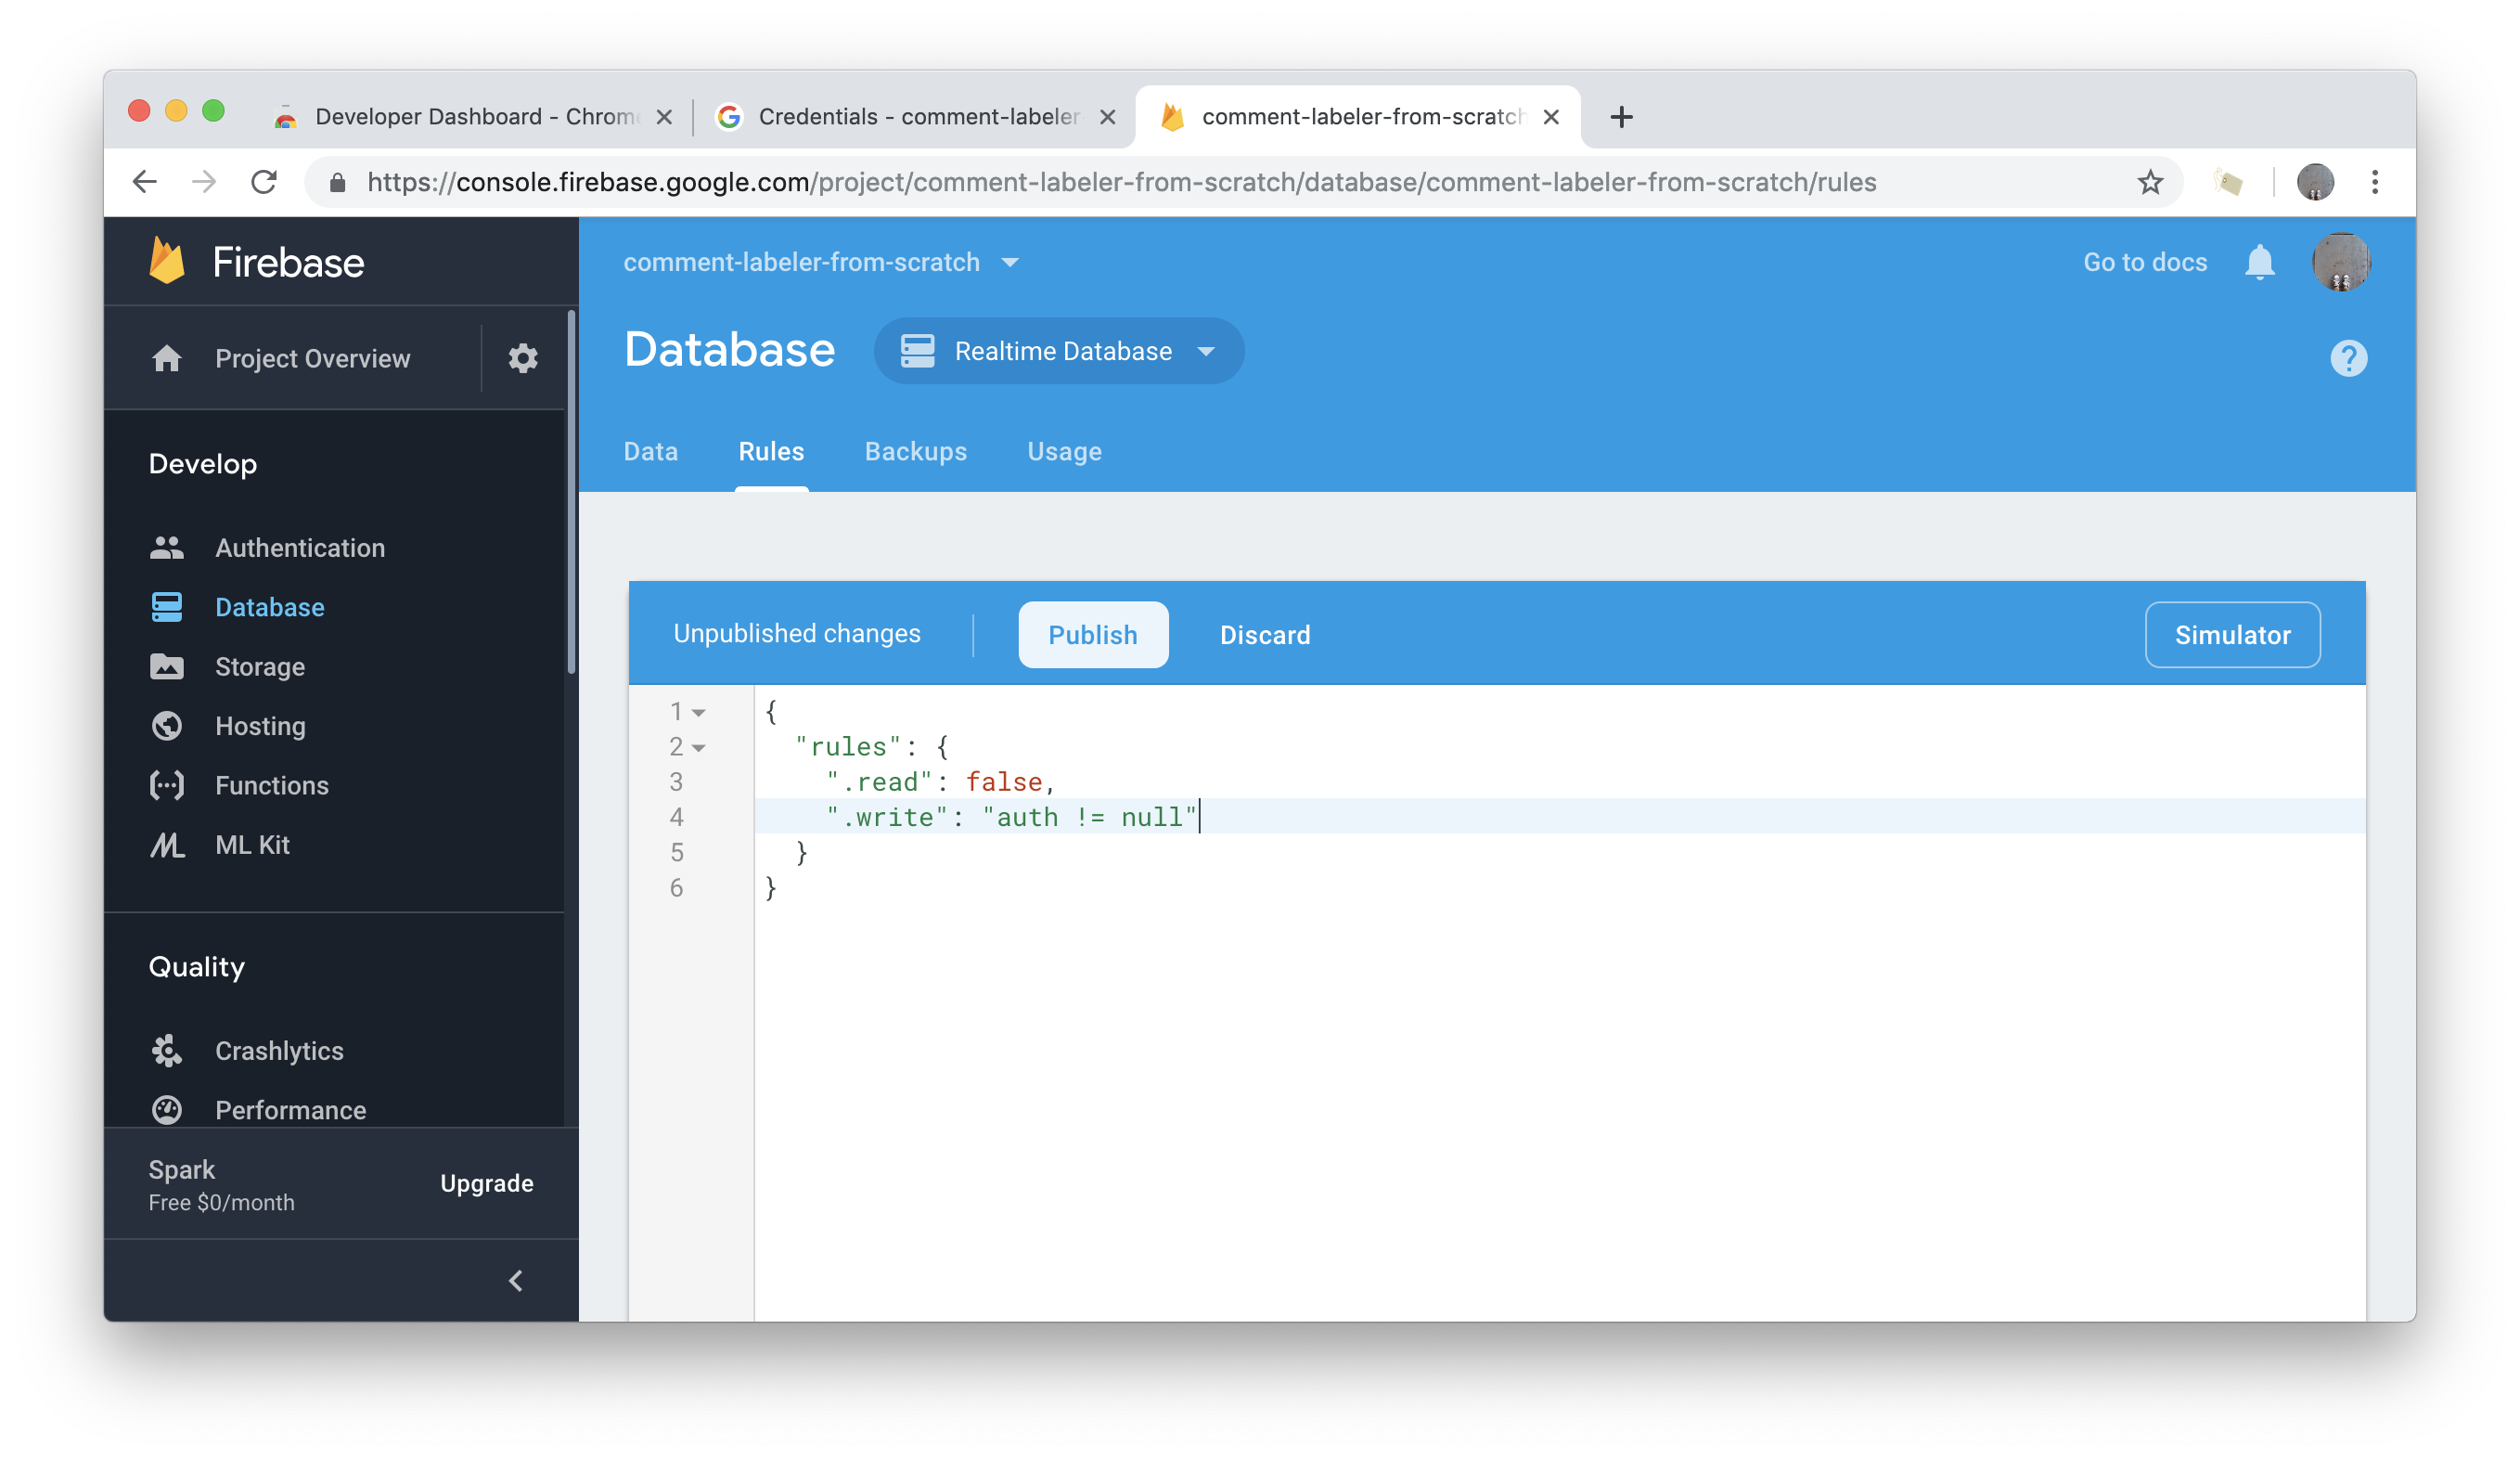 Developer Dashboard - Chrome
Credentials - comment-labeler-
comment-labeler-from-scratch
https://console.firebase.google.com/project/comment-labeler-from-scratch/database/comment-labeler-from-scratch/rules
Firebase
Project Overview
Develop
Authentication
Database
Storage
Hosting
Functions
ML Kit
Quality
Crashlytics
Performance
Spark
Free $0/month
Upgrade
comment-labeler-from-scratch
Go to docs
Database
Realtime Database
?
Data Rules Backups Usage
Unpublished changes
Publish
Discard
Simulator
1 {
2 "rules": {
3 ".read": false,
4 ".write": "auth != null"
5 }
6 }